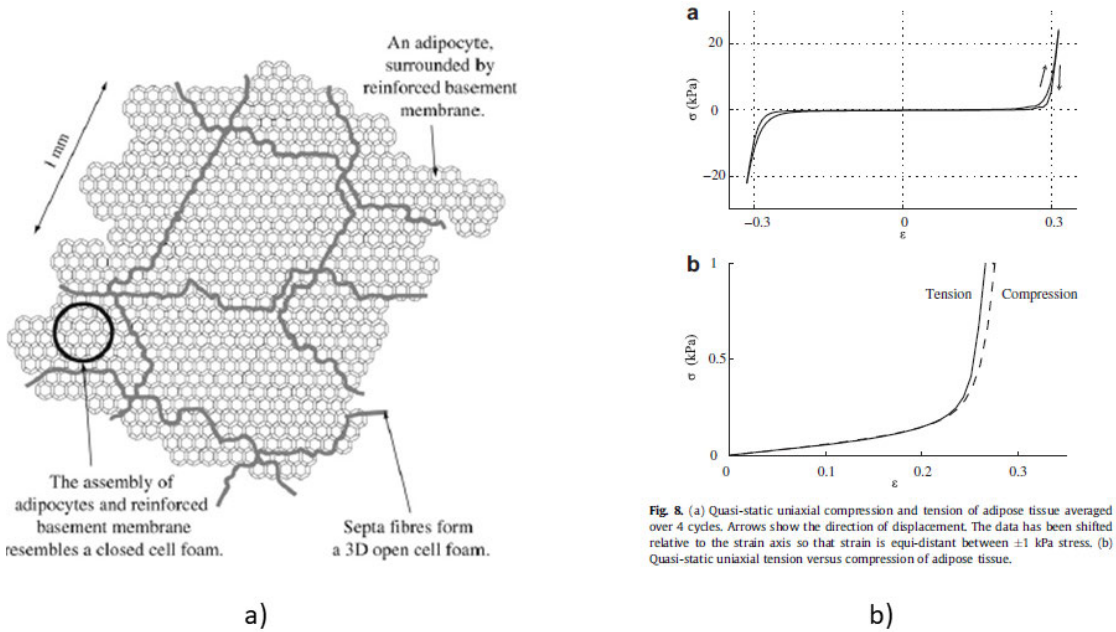 An adipocyte,
surrounded by
reinforced basement
membrane.
1 mm
The assembly of
adipocytes and reinforced
basement membrane
resembles a closed cell foam.
Septa fibres form
a 3D open cell foam.
a)
a
20
0
−20
σ (kPa)
−0.3
0
0.3
ε
b
1
0.5
0
σ (kPa)
Tension
Compression
0
0.1
0.2
0.3
ε
Fig. 8. (a) Quasi-static uniaxial compression and tension of adipose tissue averaged
over 4 cycles. Arrows show the direction of displacement. The data has been shifted
relative to the strain axis so that strain is equi-distant between ±1 kPa stress. (b)
Quasi-static uniaxial tension versus compression of adipose tissue.
b)